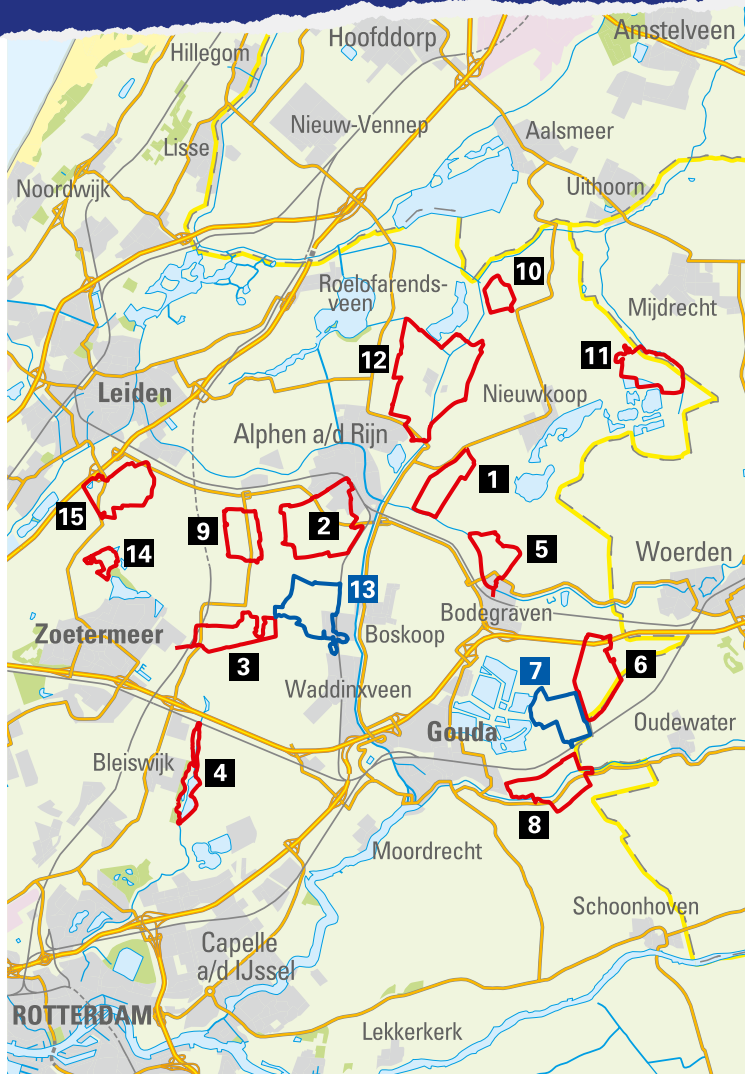 Hoofddorp
Amstelveen
Hillegom
Nieuw-Vennep
Aalsmeer
Lisse
Noordwijk
Uithoorn
10
Roelofarends-
veen
Mijdrecht
12
11
Leiden
Nieuwkoop
Alphen a/d Rijn
1
15
9
2
5
14
Woerden
13
Bodegraven
Zoetermeer
Boskoop
3
6
7
Waddinxveen
Gouda
Oudewater
Bleiswijk
4
8
Moordrecht
Schoonhoven
Capelle
a/d IJssel
ROTTERDAM
Lekkerkerk